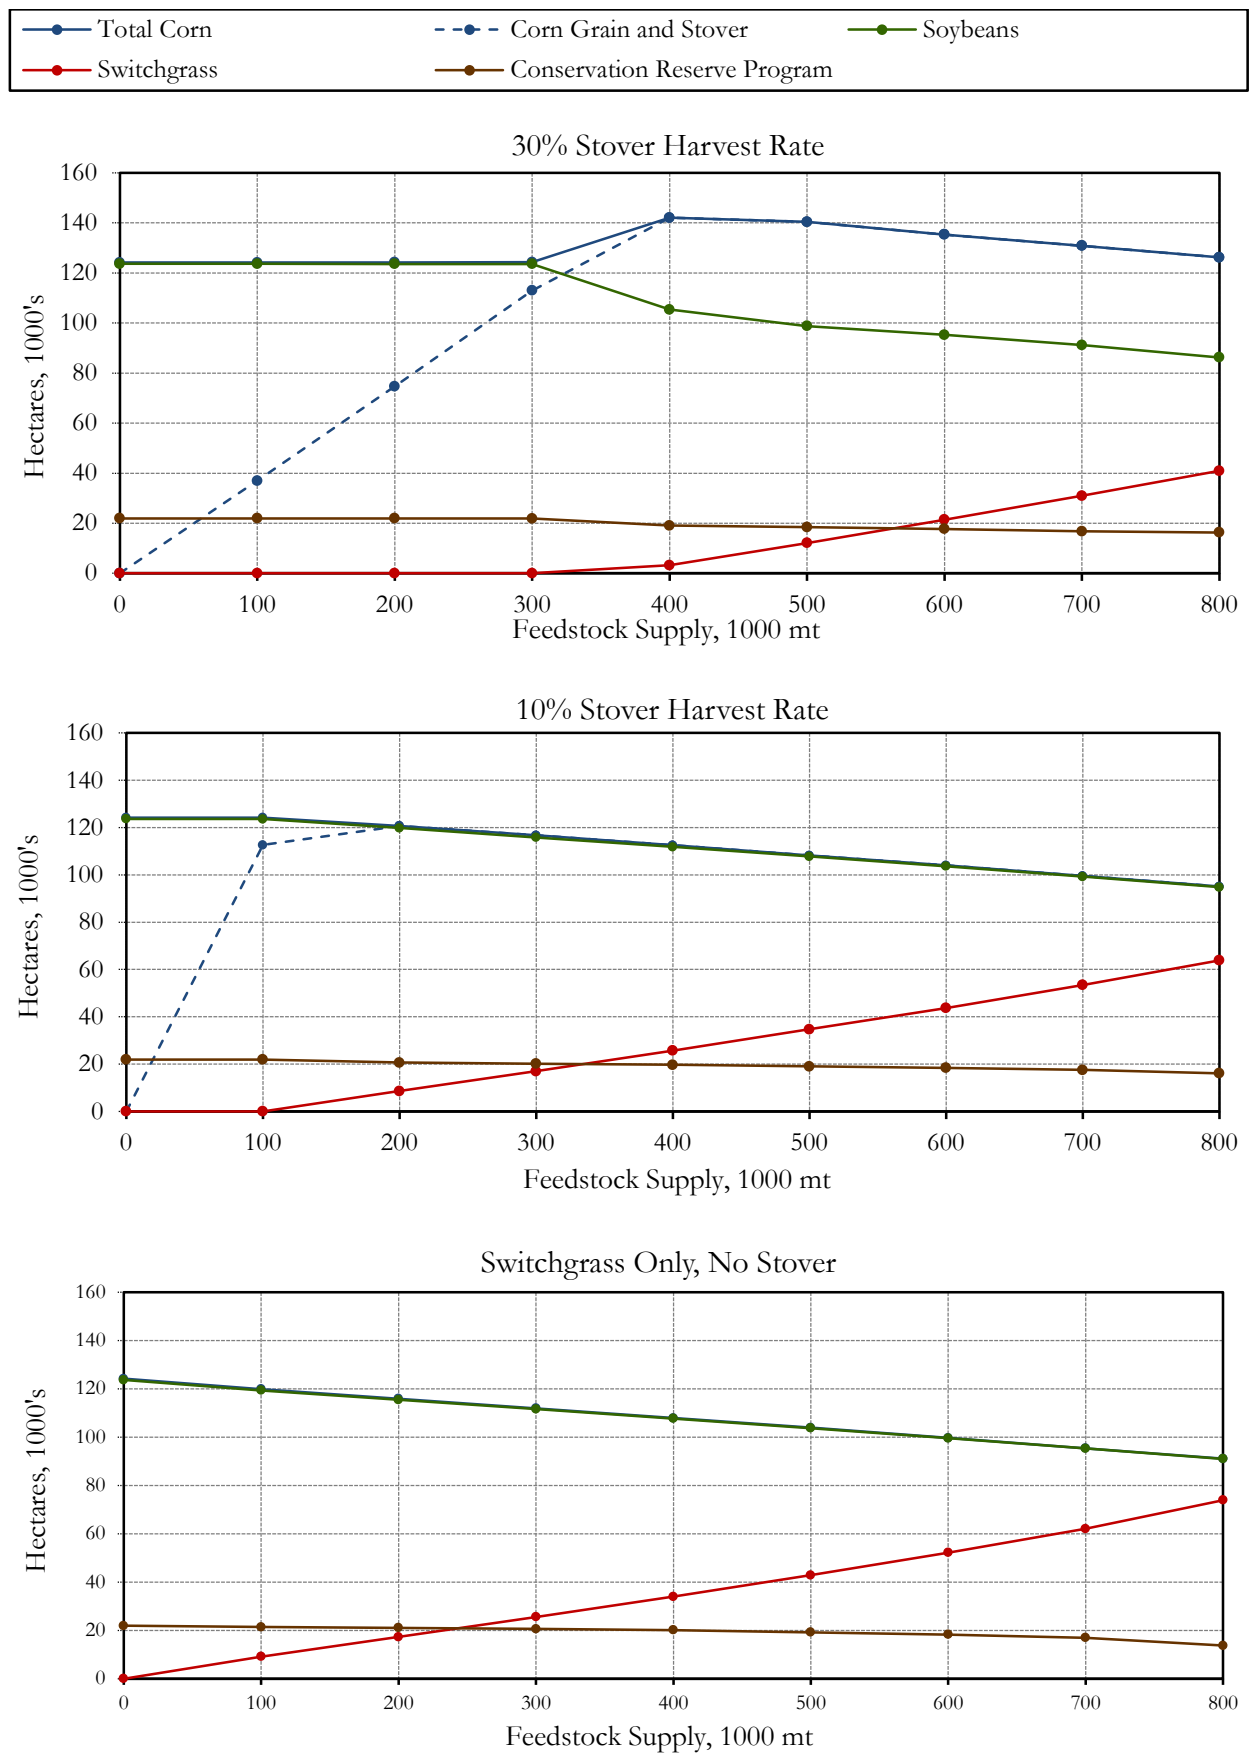 Total Corn Corn Grain and Stover Soybeans
Switchgrass Conservation Reserve Program
30% Stover Harvest Rate
160
140
120
100
80
60
40
20
0
Hectares, 1000's
0 100 200 300 400 500 600 700 800
Feedstock Supply, 1000 mt
10% Stover Harvest Rate
160
140
120
100
80
60
40
20
0
Hectares, 1000's
0 100 200 300 400 500 600 700 800
Feedstock Supply, 1000 mt
Switchgrass Only, No Stover
160
140
120
100
80
60
40
20
0
Hectares, 1000's
0 100 200 300 400 500 600 700 800
Feedstock Supply, 1000 mt